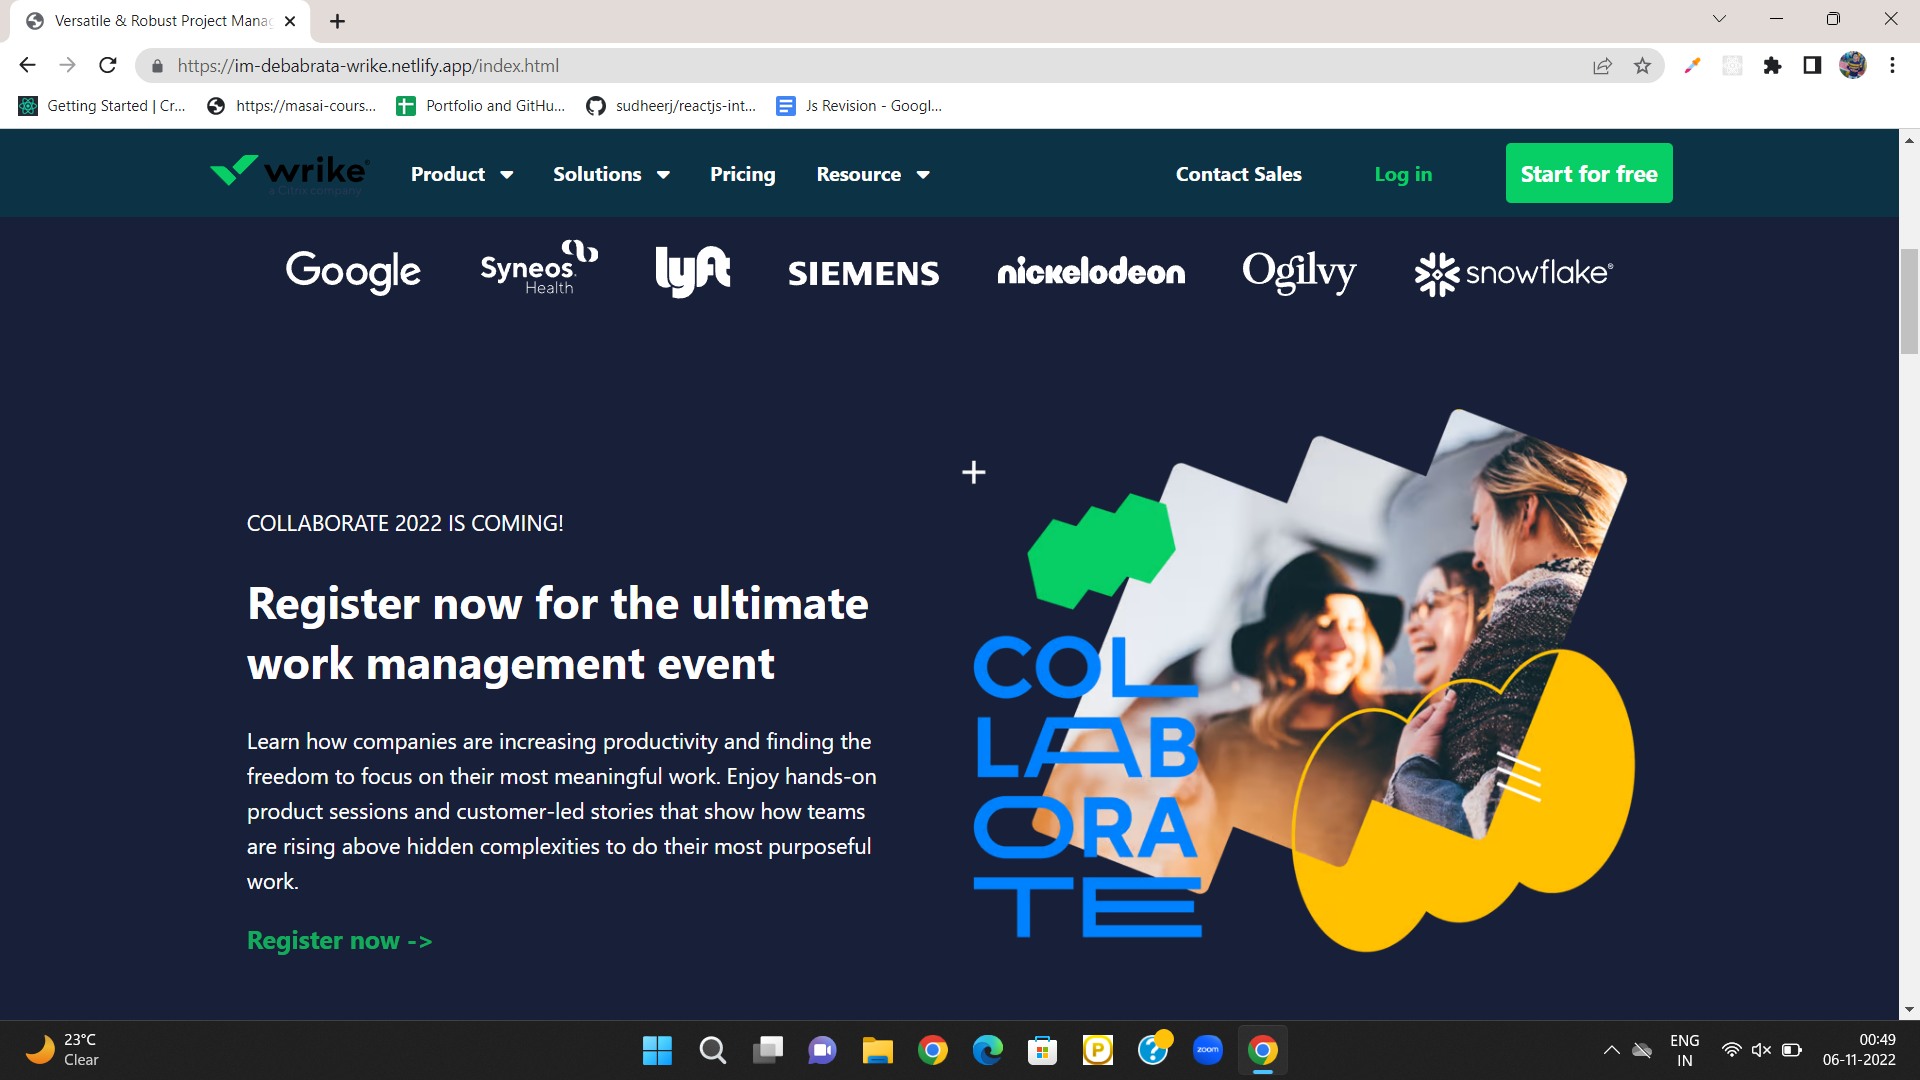 Versatile & Robust Project Manag
https://im-debabrata-wrike.netlify.app/index.html
Getting Started | Cr...
https://masai-cours...
Portfolio and GitHu...
sudheerj/reactjs-int...
Js Revision - Googl...
wrike
a Citrix company
Product
Solutions
Pricing
Resource
Contact Sales
Log in
Start for free
Google
Syneos Health
lyft
SIEMENS
nickelodeon
Ogilvy
snowflake®
COLLABORATE 2022 IS COMING!
Register now for the ultimate
work management event
Learn how companies are increasing productivity and finding the
freedom to focus on their most meaningful work. Enjoy hands-on
product sessions and customer-led stories that show how teams
are rising above hidden complexities to do their most purposeful
work.
Register now ->
COL
LAB
ORA
TE
23°C
Clear
zoom
ENG
IN
00:49
06-11-2022